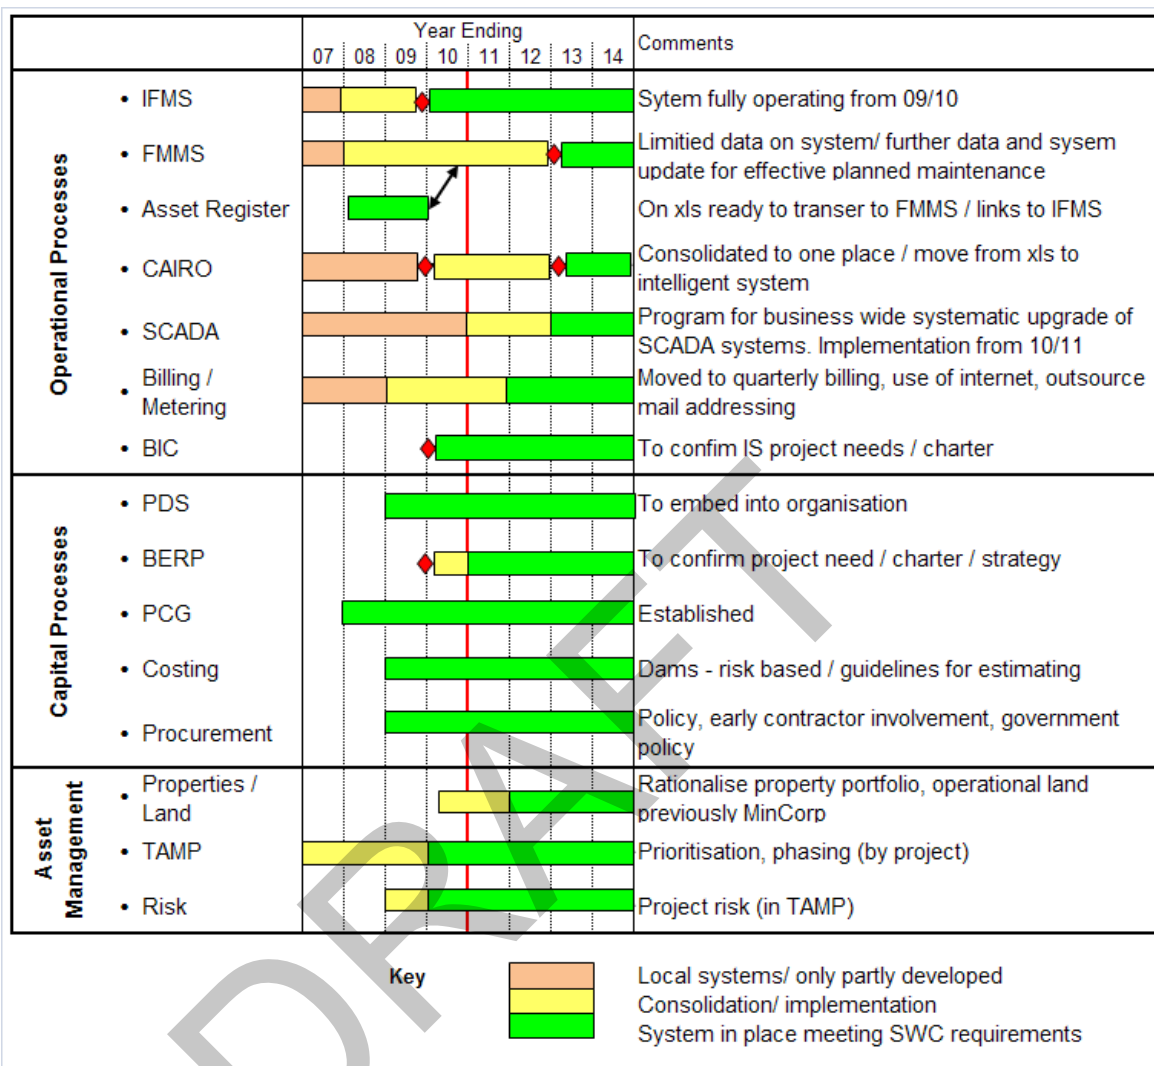 Year Ending
07 08 09 10 11 12 13 14
Comments
Operational Processes
• IFMS
Sytem fully operating from 09/10
• FMMS
Limitied data on system/ further data and sysem
update for effective planned maintenance
• Asset Register
On xls ready to transer to FMMS / links to IFMS
• CAIRO
Consolidated to one place / move from xls to
intelligent system
• SCADA
Program for business wide systematic upgrade of
SCADA systems. Implementation from 10/11
• Billing /
Metering
Moved to quarterly billing, use of internet, outsource
mail addressing
• BIC
To confim IS project needs / charter
Capital Processes
• PDS
To embed into organisation
• BERP
To confirm project need / charter / strategy
• PCG
Established
• Costing
Dams - risk based / guidelines for estimating
• Procurement
Policy, early contractor involvement, government
policy
Asset
Management
• Properties /
Land
Rationalise property portfolio, operational land
previously MinCorp
• TAMP
Prioritisation, phasing (by project)
• Risk
Project risk (in TAMP)
Key
Local systems/ only partly developed
Consolidation/ implementation
System in place meeting SWC requirements
DRAFT